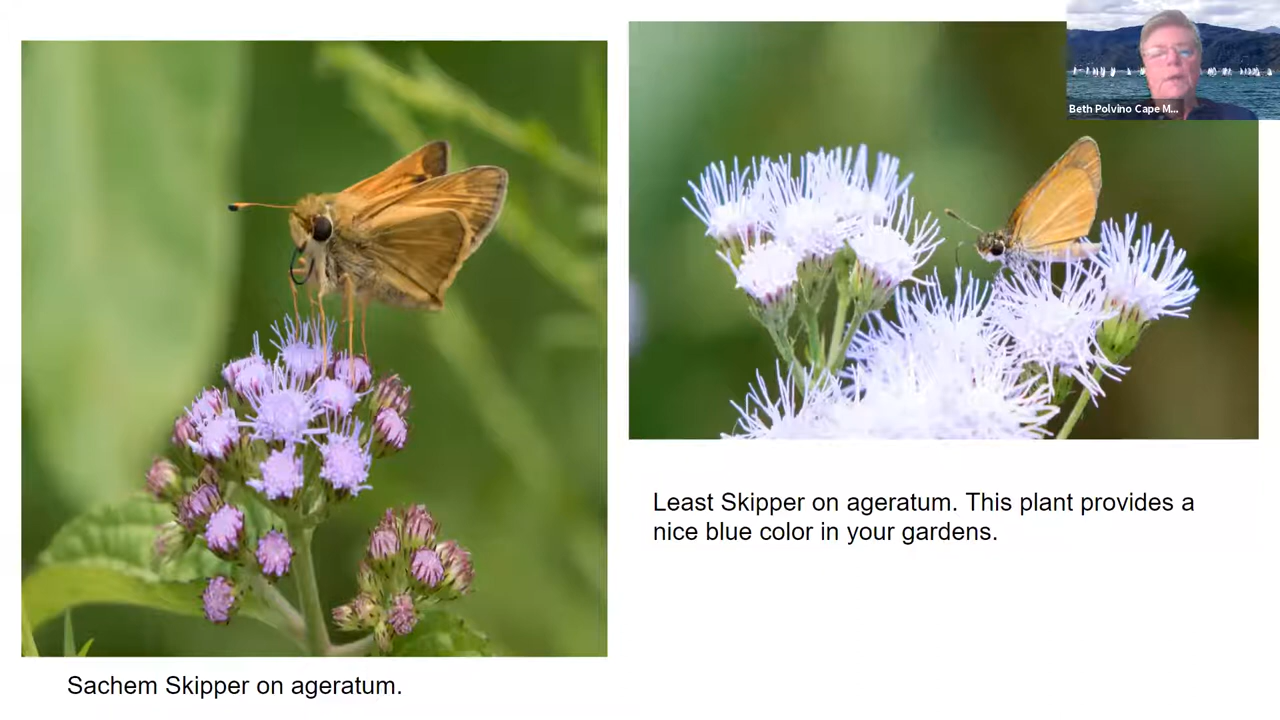 Beth Polvino Cape M...
Least Skipper on ageratum. This plant provides a
nice blue color in your gardens.
Sachem Skipper on ageratum.